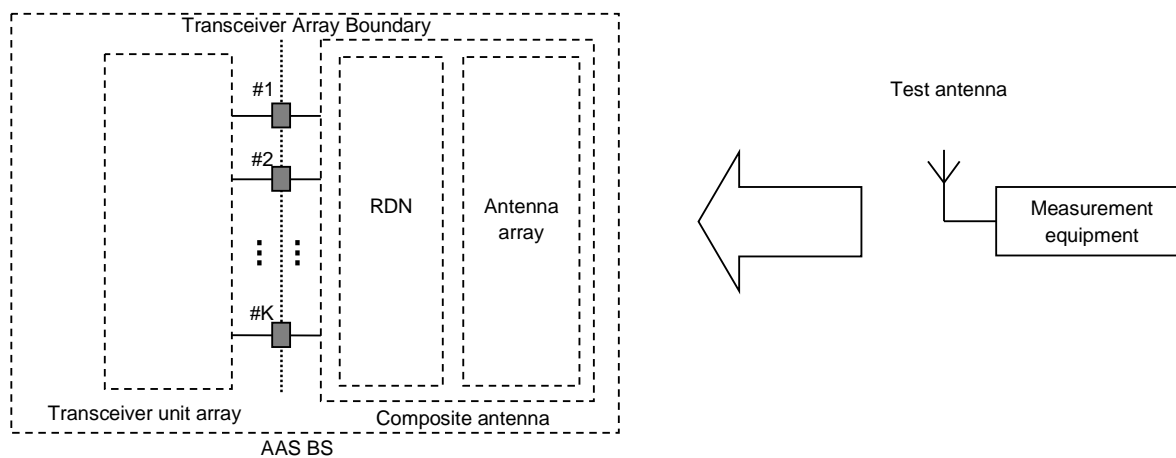 Transceiver Array Boundary
#1
#2
#K
RDN
Antenna
array
Transceiver unit array
Composite antenna
AAS BS
Test antenna
Measurement
equipment